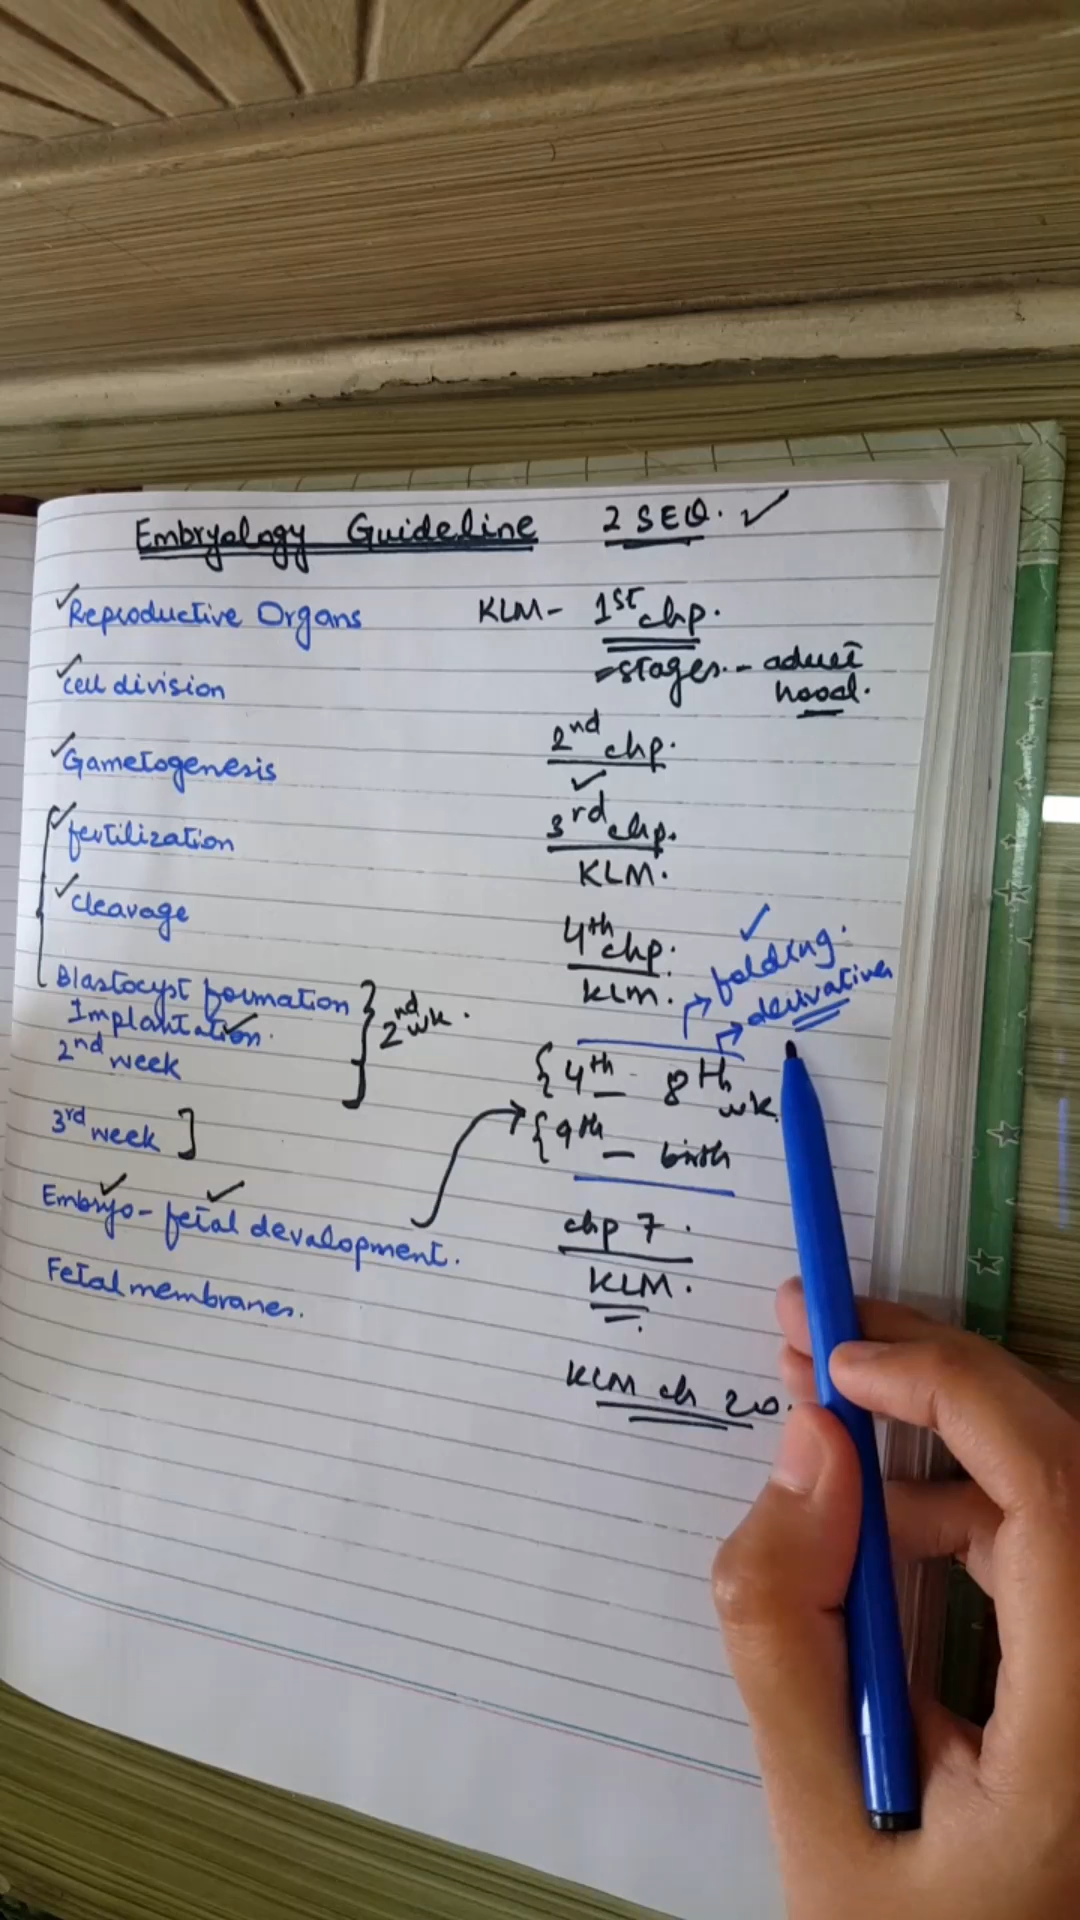 Embryology Guideline 2 SEQ. ✓
✓ Reproductive Organs KLM - 1ST chp.
stages. - adult
hood.
✓ cell division
2nd chp.
✓ Gametogenesis
✓
3rd chp.
✓ fertilization
KLM.
✓ cleavage
4th chp.
KLM.
✓
folding.
derivatives
Blastocyst formation
Implantation. ✓
2nd week
} 2nd wk.
{ 4th - 8th wk.
{ 9th - birth
3rd week ]
Embryo - fetal devalopment.
chp 7.
KLM.
Fetal membranes.
KLM ch 20.